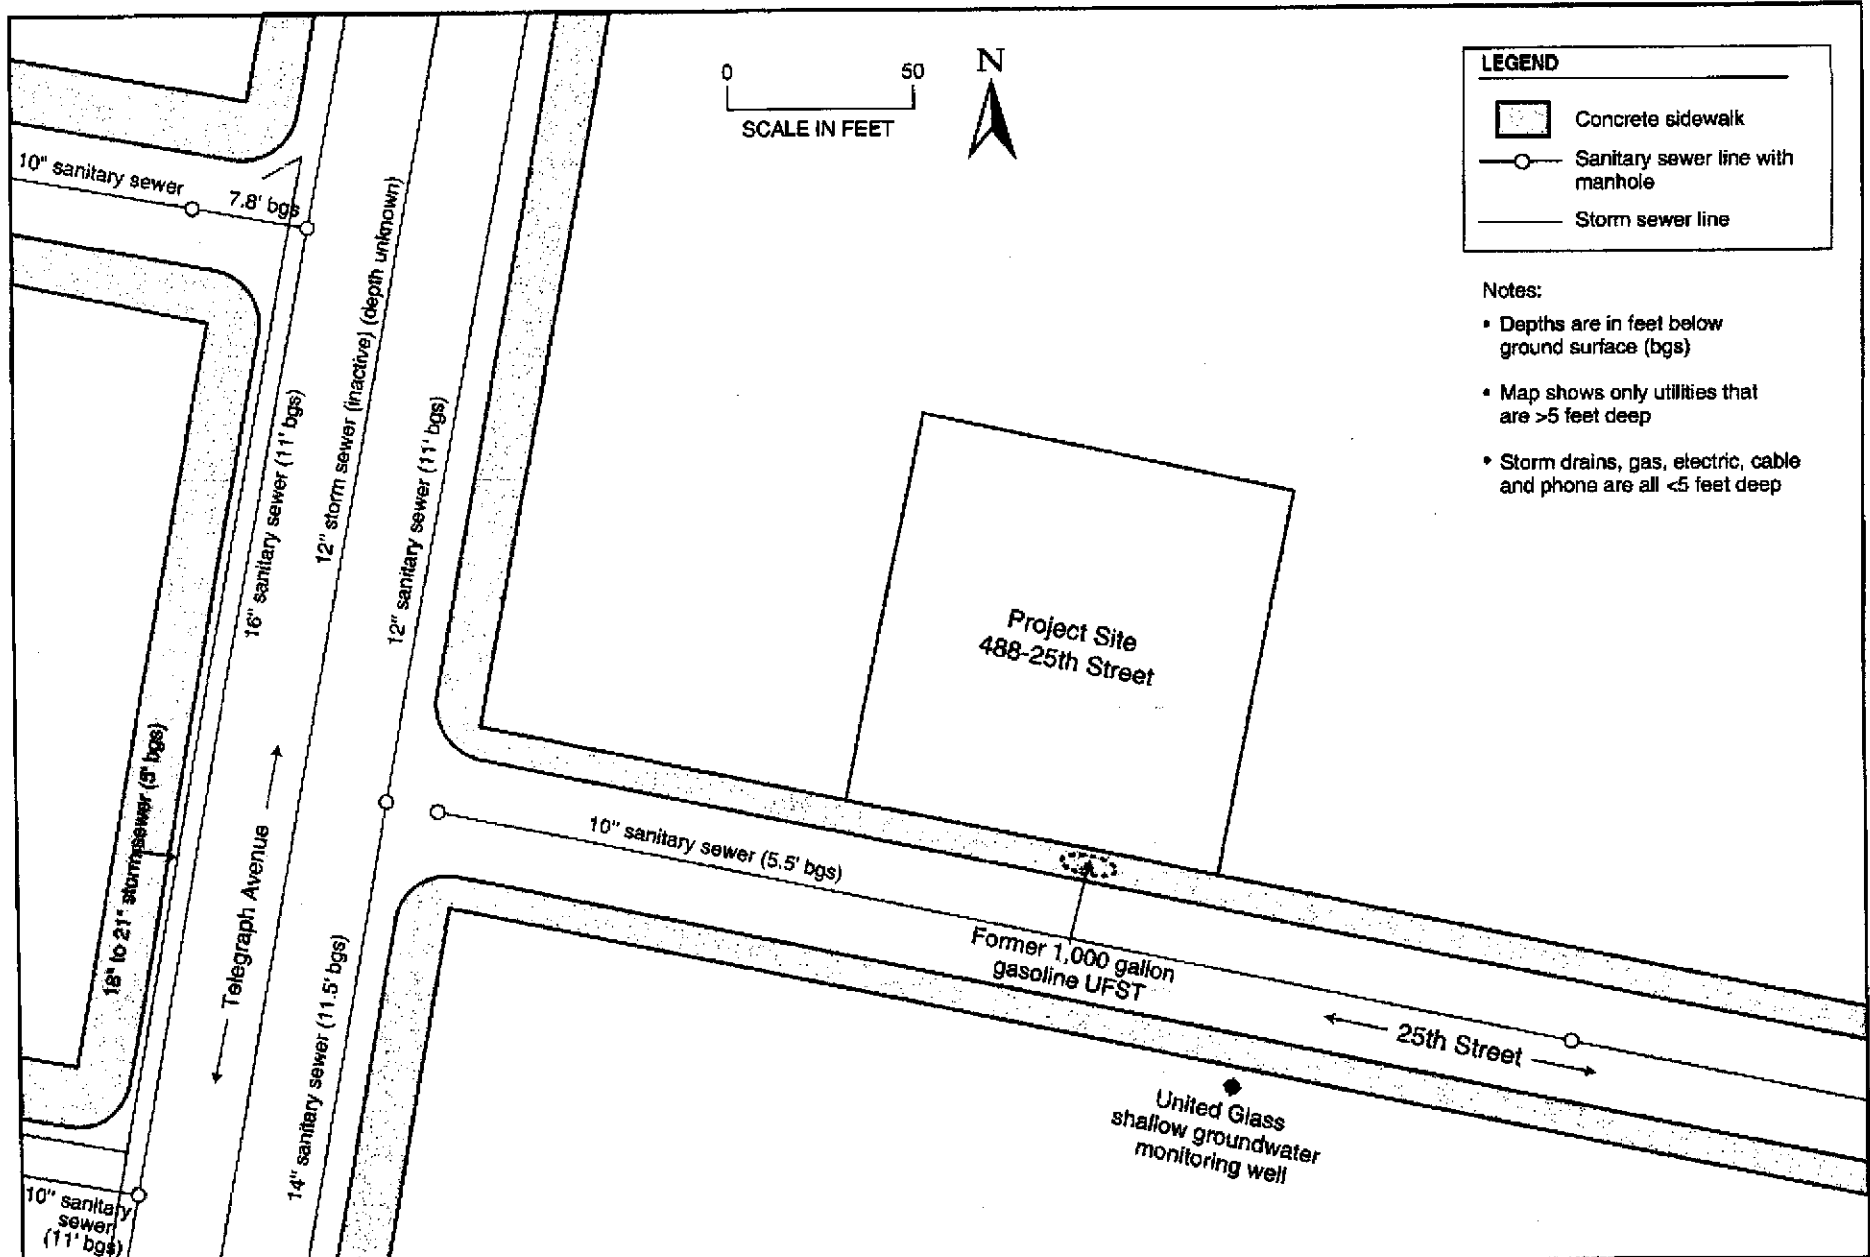 0 50
SCALE IN FEET
N
LEGEND
Concrete sidewalk
Sanitary sewer line with
manhole
Storm sewer line
Notes:
• Depths are in feet below
ground surface (bgs)
• Map shows only utilities that
are >5 feet deep
• Storm drains, gas, electric, cable
and phone are all <5 feet deep
10" sanitary sewer
7.8' bgs
16" sanitary sewer (11' bgs)
12" storm sewer (inactive) (depth unknown)
12" sanitary sewer (11' bgs)
Project Site
488-25th Street
18" to 21" storm sewer (5' bgs)
Telegraph Avenue
10" sanitary sewer (5.5' bgs)
Former 1,000 gallon
gasoline UFST
25th Street
14" sanitary sewer (11.5' bgs)
United Glass
shallow groundwater
monitoring well
10" sanitary
sewer
(11' bgs)